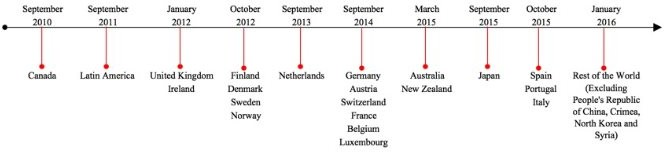 September September January October September September March September October January
2010 2011 2012 2012 2013 2014 2015 2015 2015 2016
Canada Latin America United Kingdom Finland Netherlands Germany Australia Japan Spain Rest of the World
Ireland Denmark Austria New Zealand Portugal (Excluding
Sweden Switzerland Italy People's Republic
Norway France of China, Crimea,
Belgium North Korea and
Luxembourg Syria)